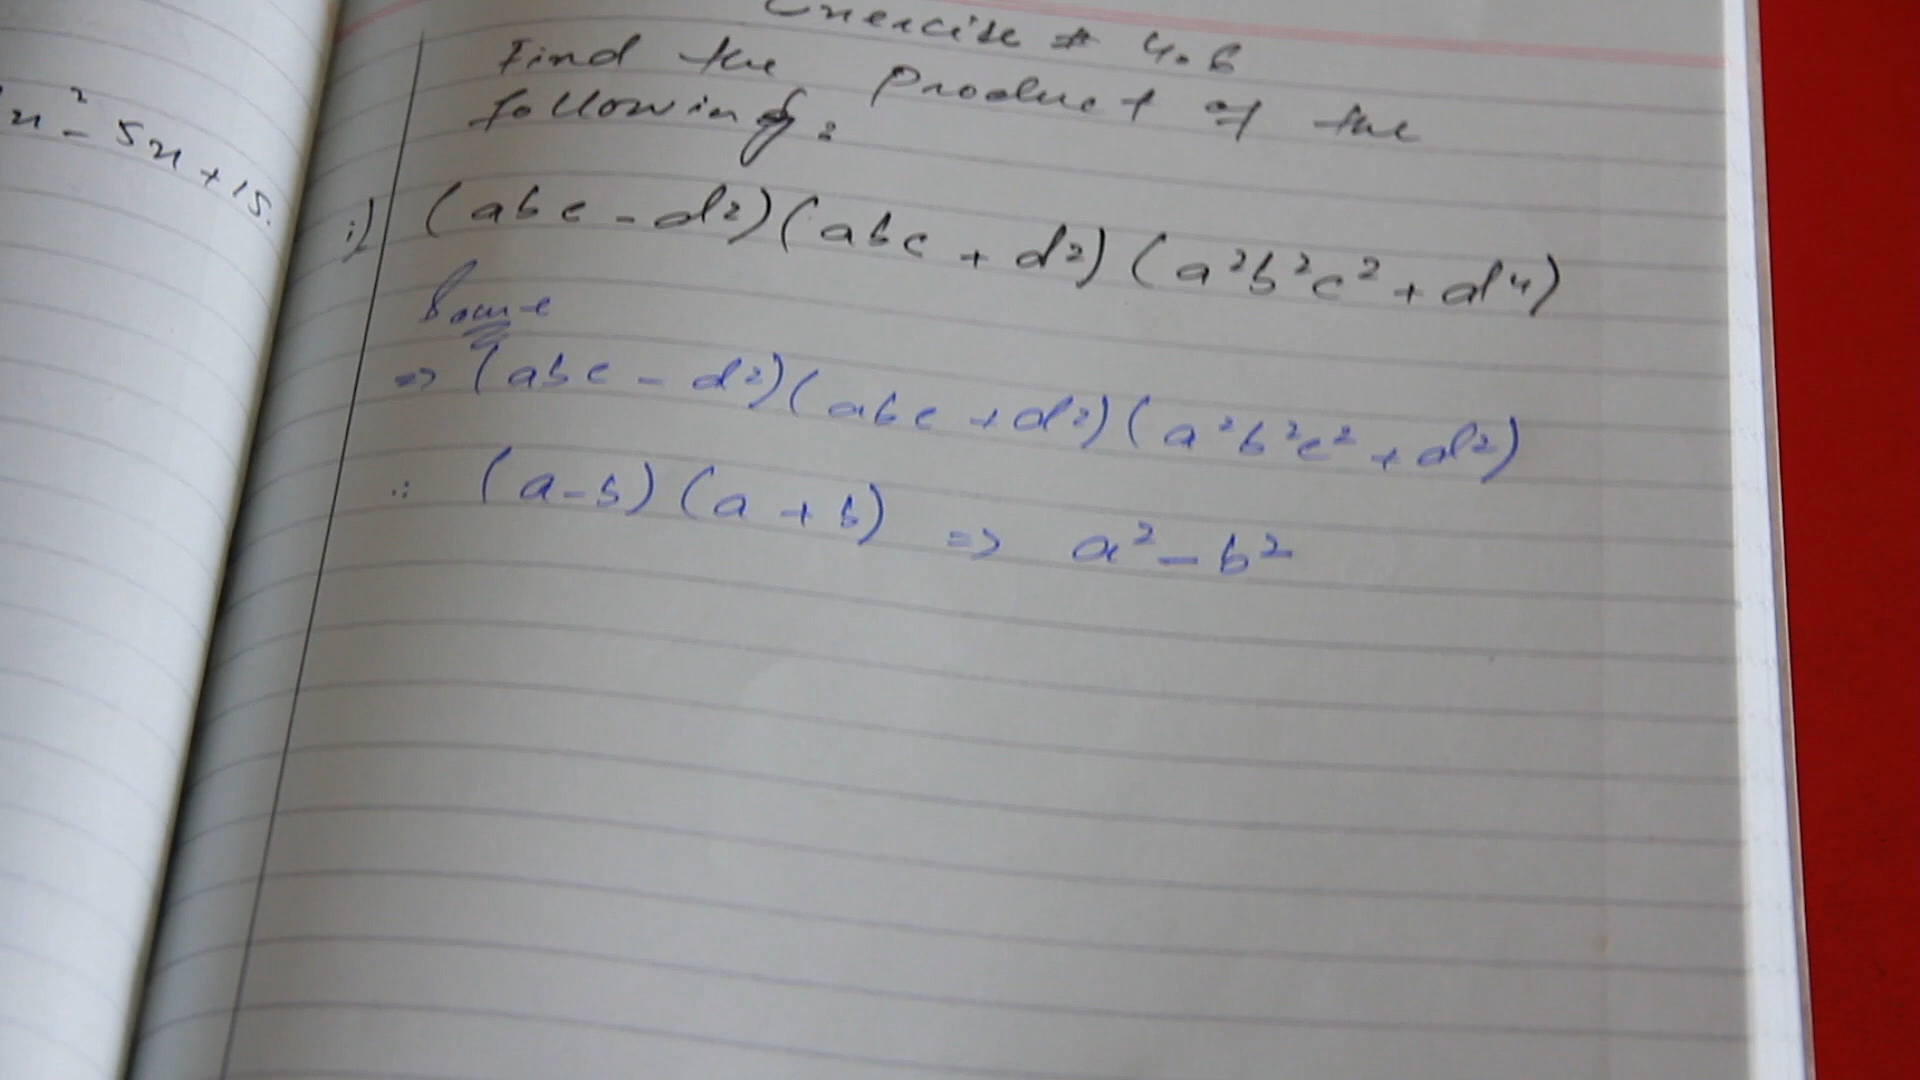 x² - 5x + 15.
Exercise # 4.6
Find the Product of the
following:
i) (abc - d²)(abc + d²)(a²b²c² + d⁴)
=> (abc - d²)(abc + d²)(a²b²c² + d²)
∴ (a-b)(a+b) => a² - b²